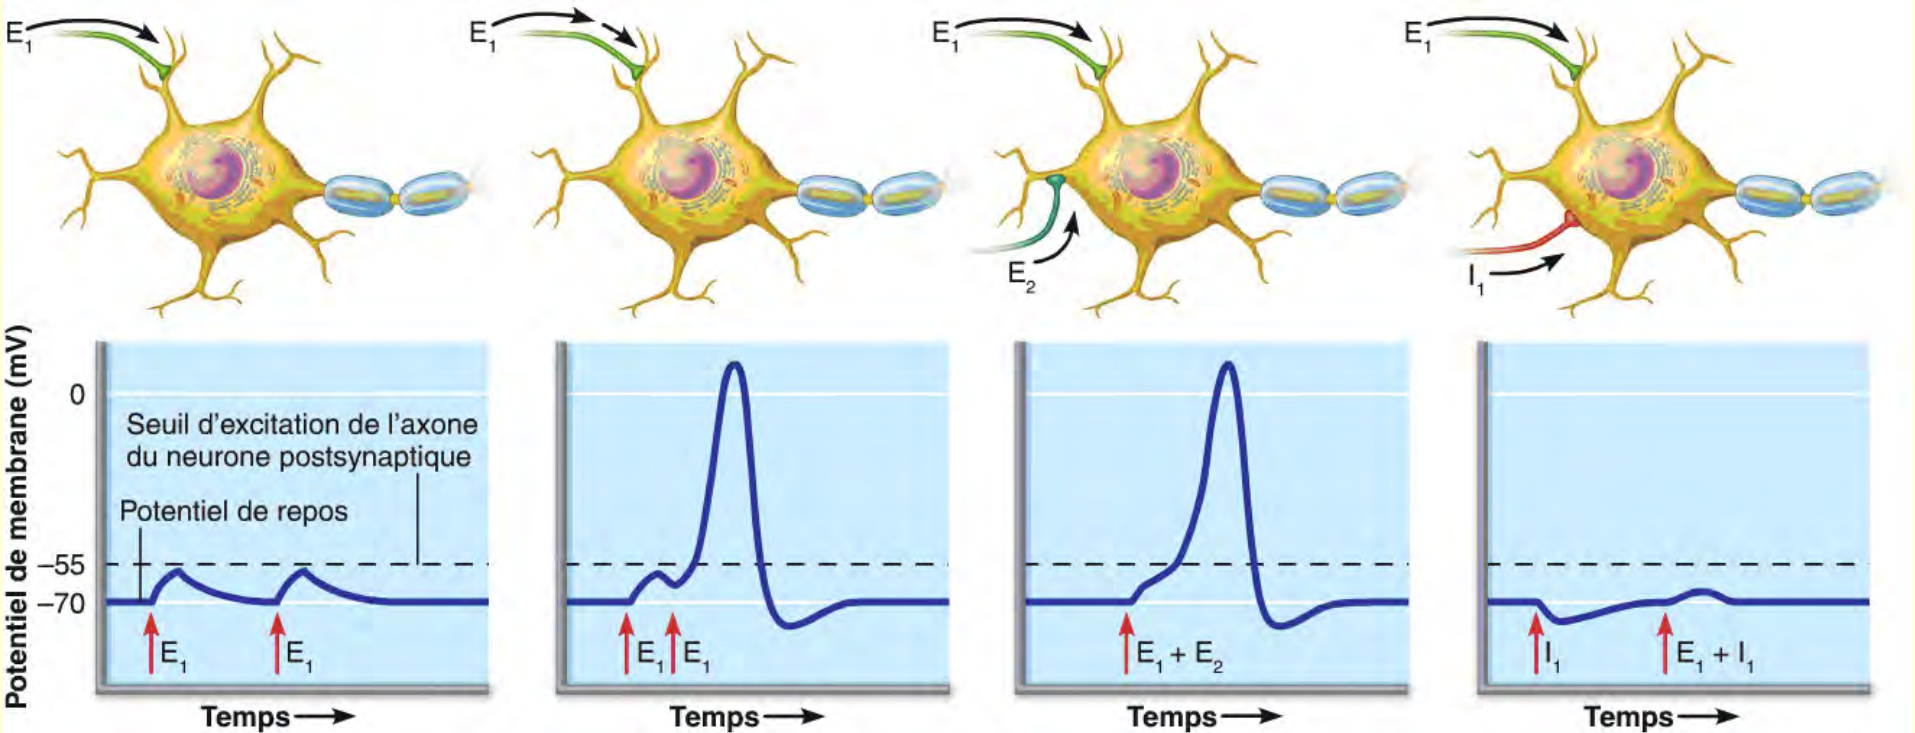 E₁
E₁
E₁
E₂
E₁
I₁
Potentiel de membrane (mV)
0
–55
–70
Seuil d'excitation de l'axone
du neurone postsynaptique
Potentiel de repos
E₁
E₁
Temps
E₁
E₁
Temps
E₁ + E₂
Temps
I₁
E₁ + I₁
Temps